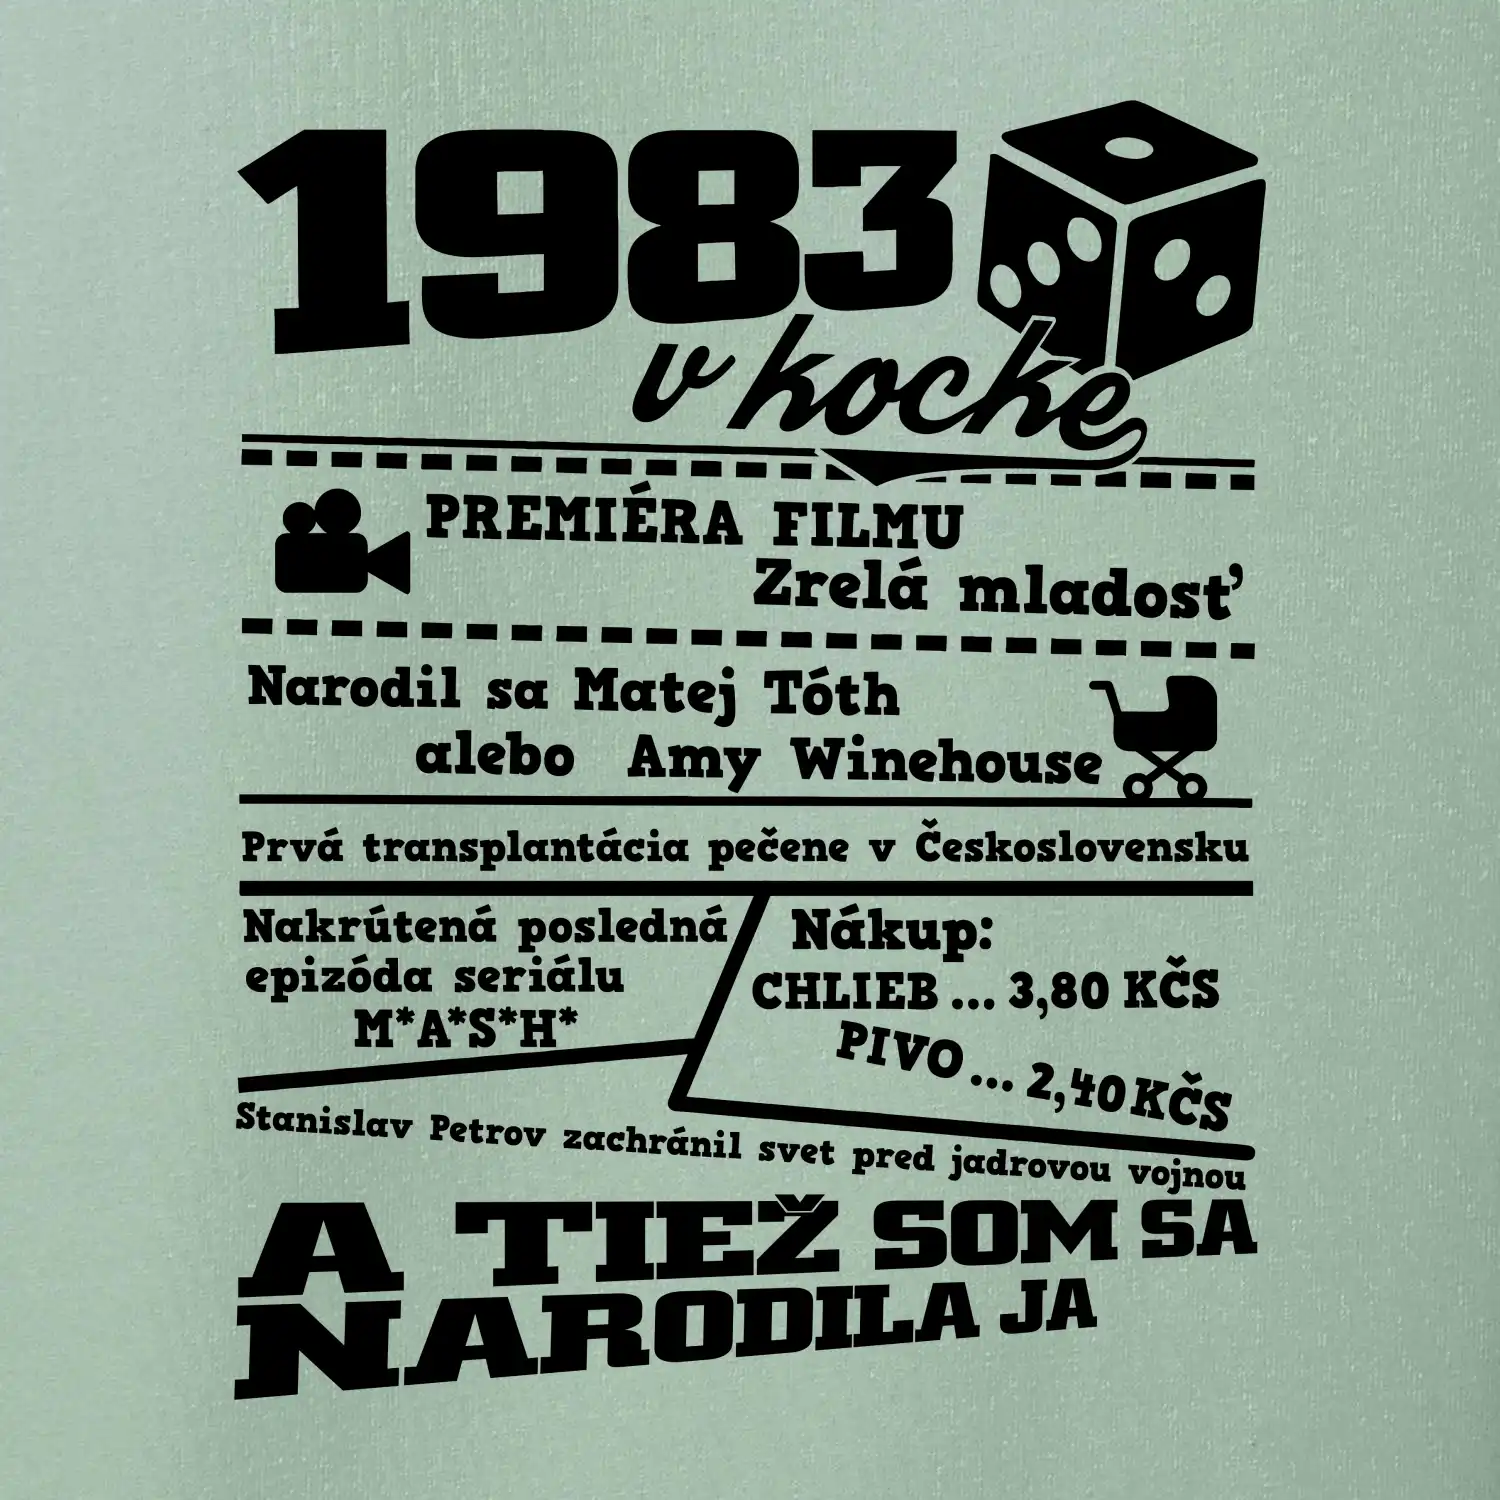 1983
v kocke
PREMIÉRA FILMU
Zrelá mladosť
Narodil sa Matej Tóth
alebo Amy Winehouse
Prvá transplantácia pečene v Československu
Nakrútená posledná
epizóda seriálu
M*A*S*H*
Nákup:
CHLIEB ... 3,80 KČS
PIVO ... 2,40 KČS
Stanislav Petrov zachránil svet pred jadrovou vojnou
A TIEŽ SOM SA
NARODILA JA